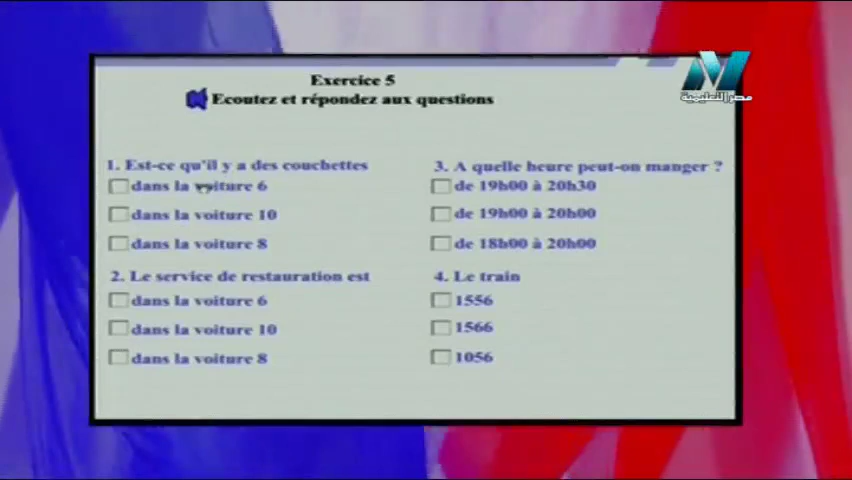 Exercice 5
Ecoutez et répondez aux questions
1. Est-ce qu'il y a des couchettes
dans la voiture 6
dans la voiture 10
dans la voiture 8
2. Le service de restauration est
dans la voiture 6
dans la voiture 10
dans la voiture 8
3. A quelle heure peut-on manger ?
de 19h00 à 20h30
de 19h00 à 20h00
de 18h00 à 20h00
4. Le train
1556
1566
1056
مصر التعليمية